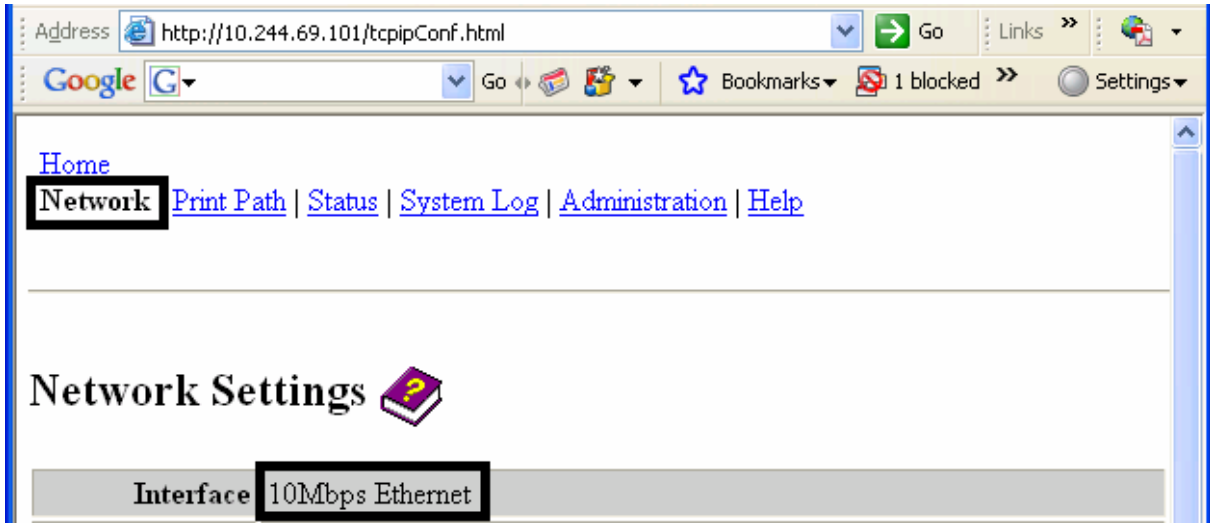 Address http://10.244.69.101/tcpipConf.html Go Links »
Google G Go Bookmarks 1 blocked » Settings
Home
Network Print Path | Status | System Log | Administration | Help
Network Settings ?
Interface 10Mbps Ethernet